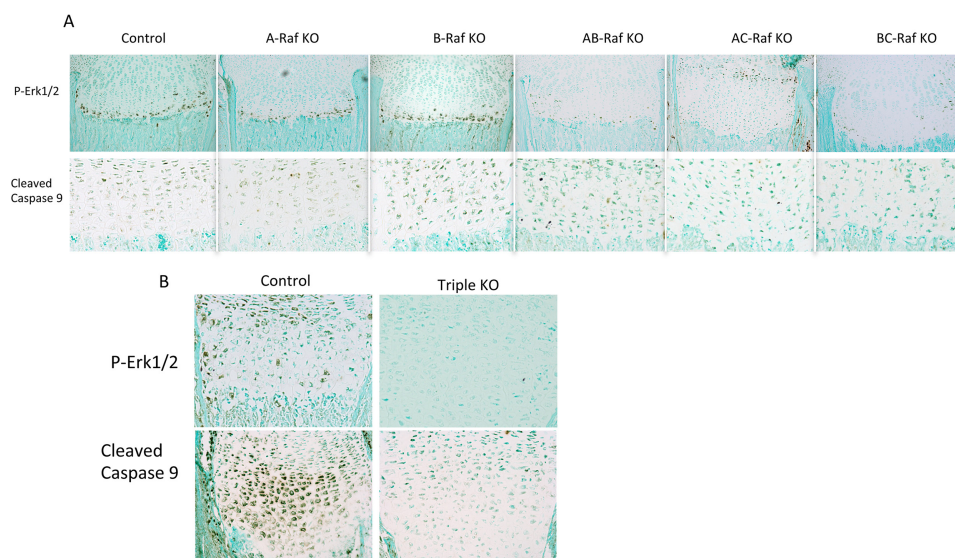 A
Control A-Raf KO B-Raf KO AB-Raf KO AC-Raf KO BC-Raf KO
P-Erk1/2
Cleaved
Caspase 9
B
Control Triple KO
P-Erk1/2
Cleaved
Caspase 9